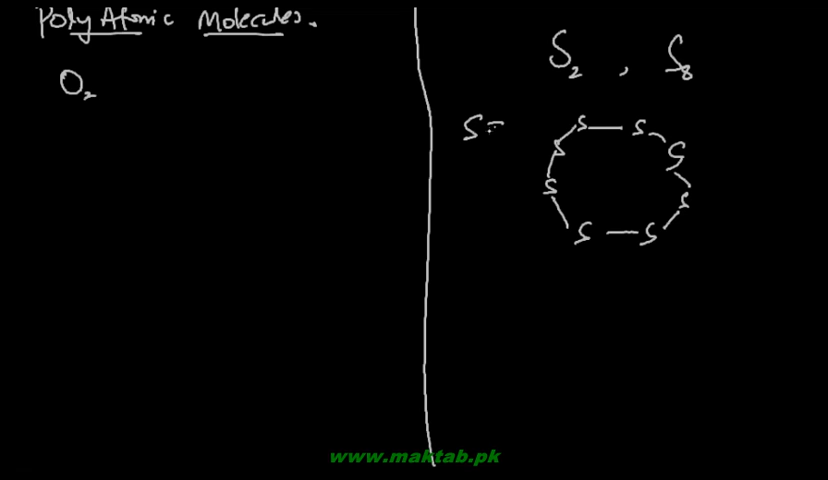 Poly Atomic Molecules.
O₂
S₂ , S₈
S=
S — S
S S
S S
S — S
www.maktab.pk